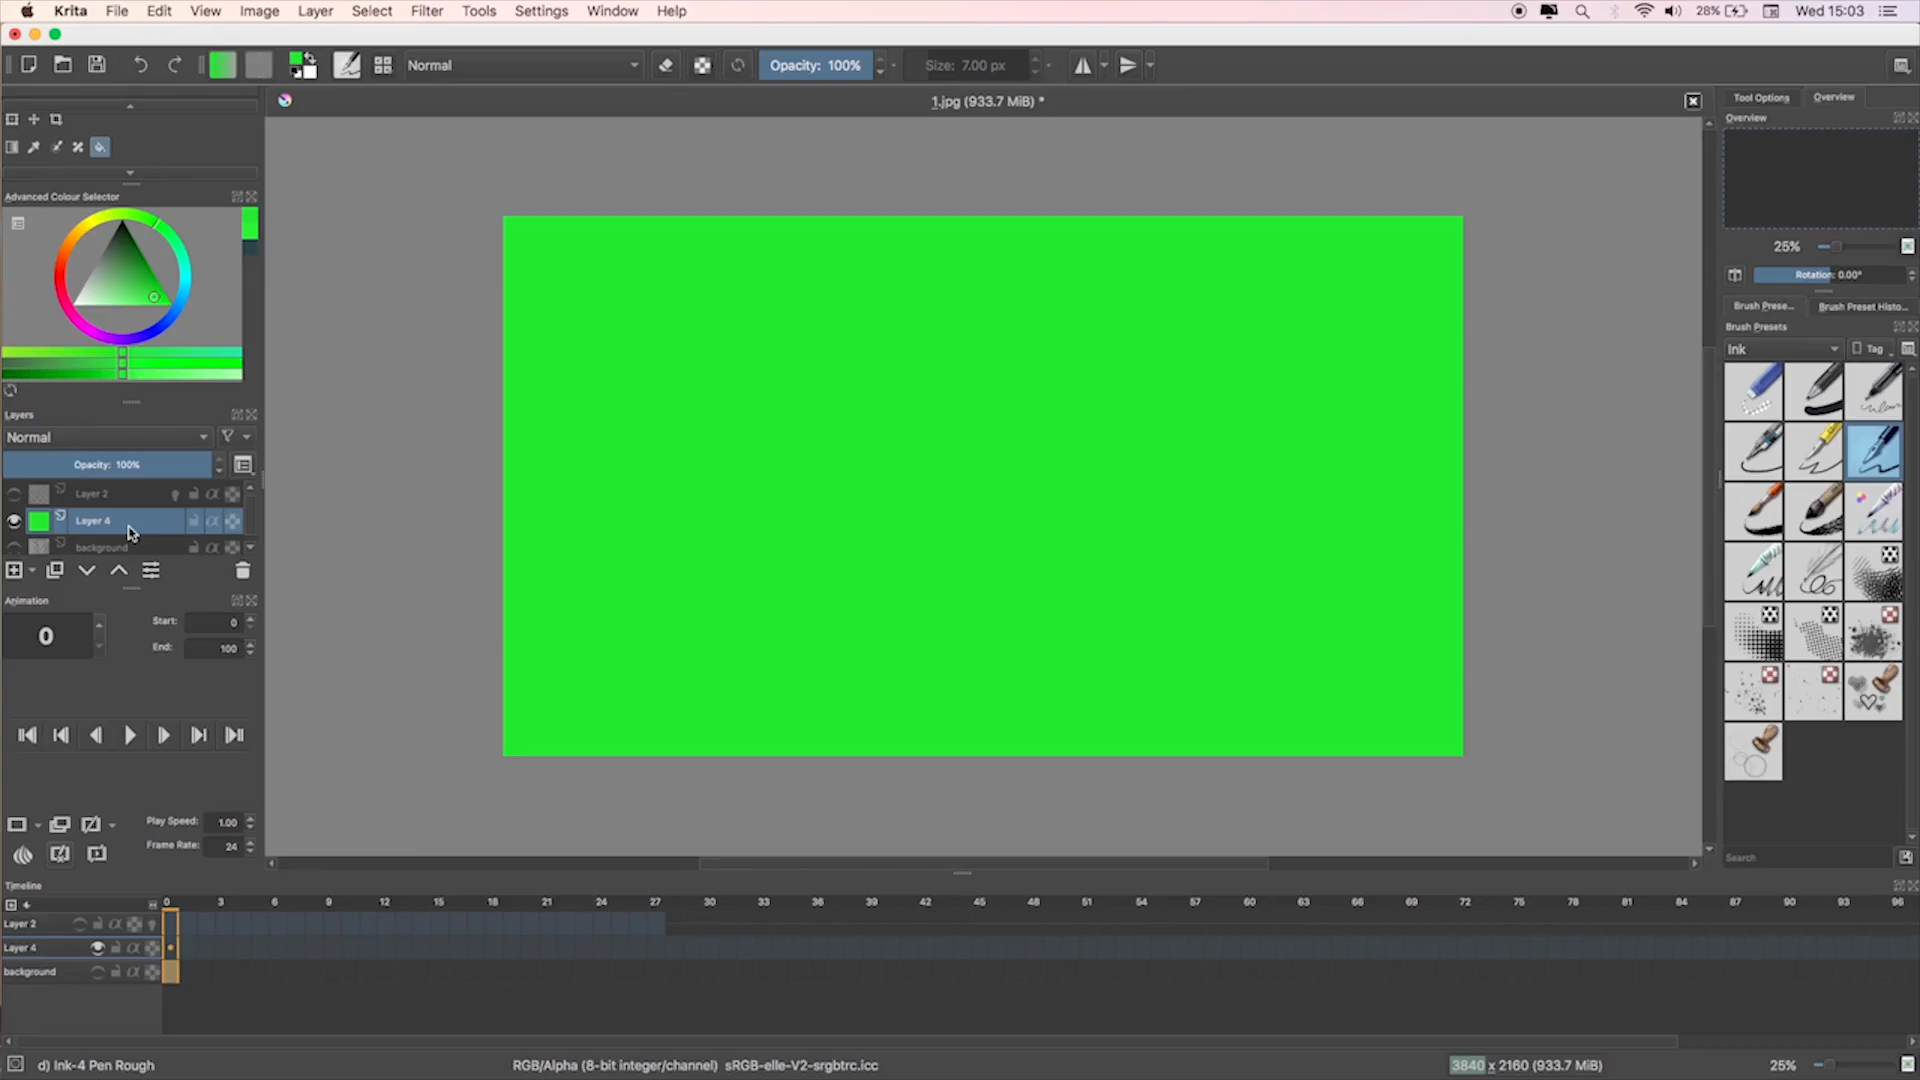 Krita File Edit View Image Layer Select Filter Tools Settings Window Help 28% Wed 15:03
Normal Opacity: 100% Size: 7.00 px
1.jpg (933.7 MiB) *
Tool Options Overview
Overview
Advanced Colour Selector
25%
Rotation: 0.00°
Brush Prese... Brush Preset Histo...
Brush Presets
Ink Tag
Layers
Normal
Opacity: 100%
Layer 2
Layer 4
background
Animation
0
Start: 0
End: 100
Play Speed: 1.00
Frame Rate: 24
Search
Timeline
0 3 6 9 12 15 18 21 24 27 30 33 36 39 42 45 48 51 54 57 60 63 66 69 72 75 78 81 84 87 90 93 96
Layer 2
Layer 4
background
d) Ink-4 Pen Rough RGB/Alpha (8-bit integer/channel) sRGB-elle-V2-srgbtrc.icc 3840 x 2160 (933.7 MiB) 25%